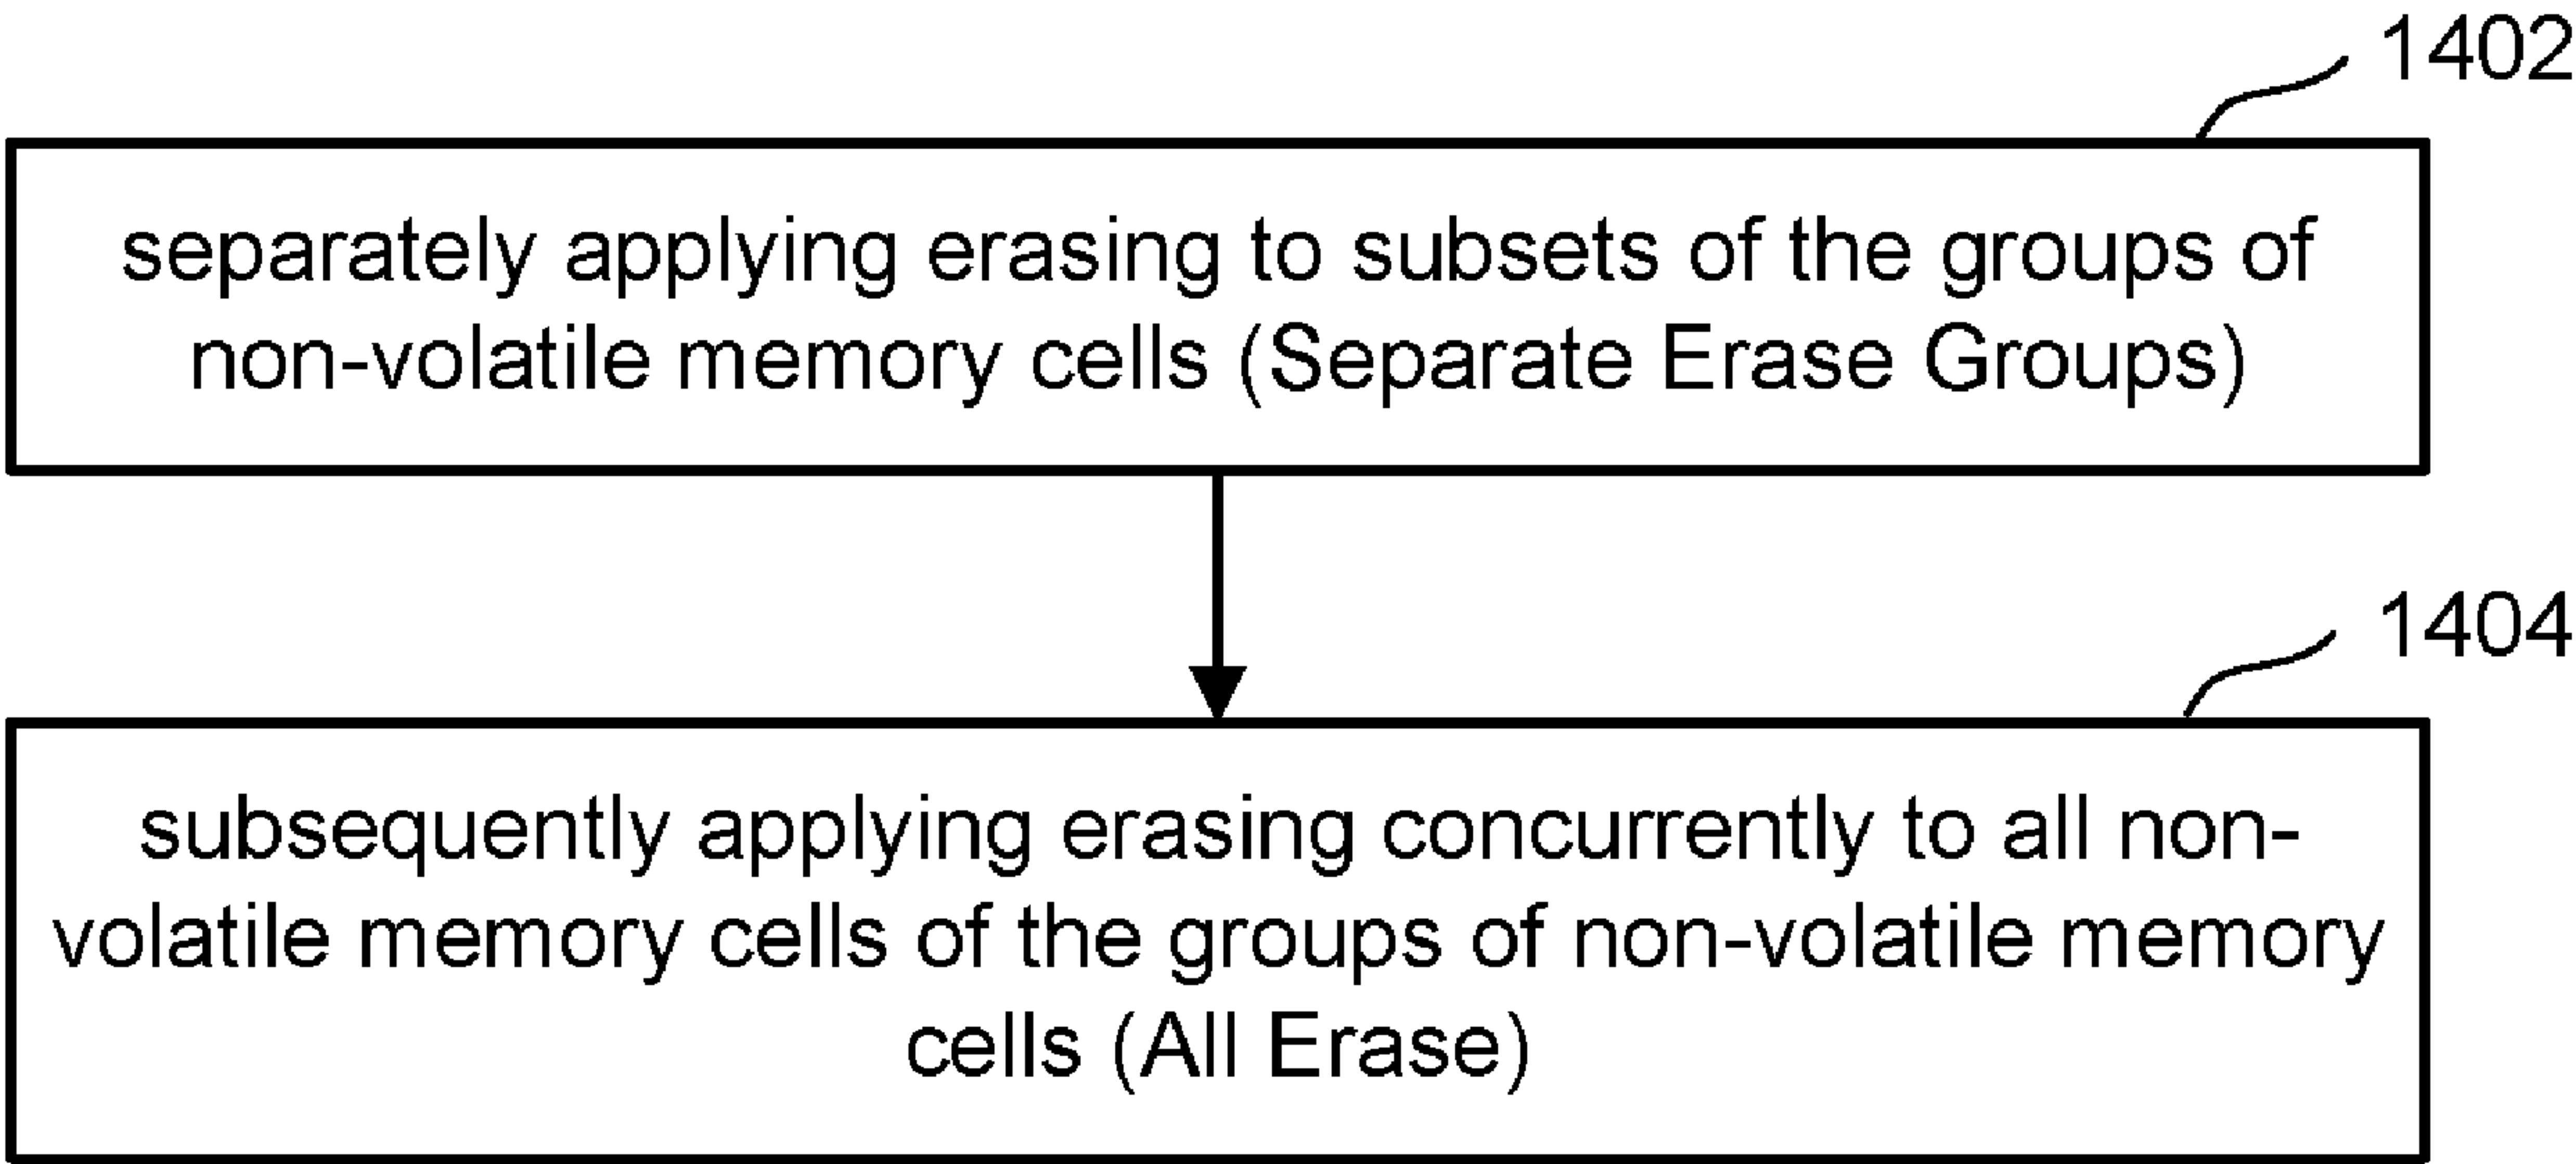 1402
separately applying erasing to subsets of the groups of
non-volatile memory cells (Separate Erase Groups)
1404
subsequently applying erasing concurrently to all non-
volatile memory cells of the groups of non-volatile memory
cells (All Erase)